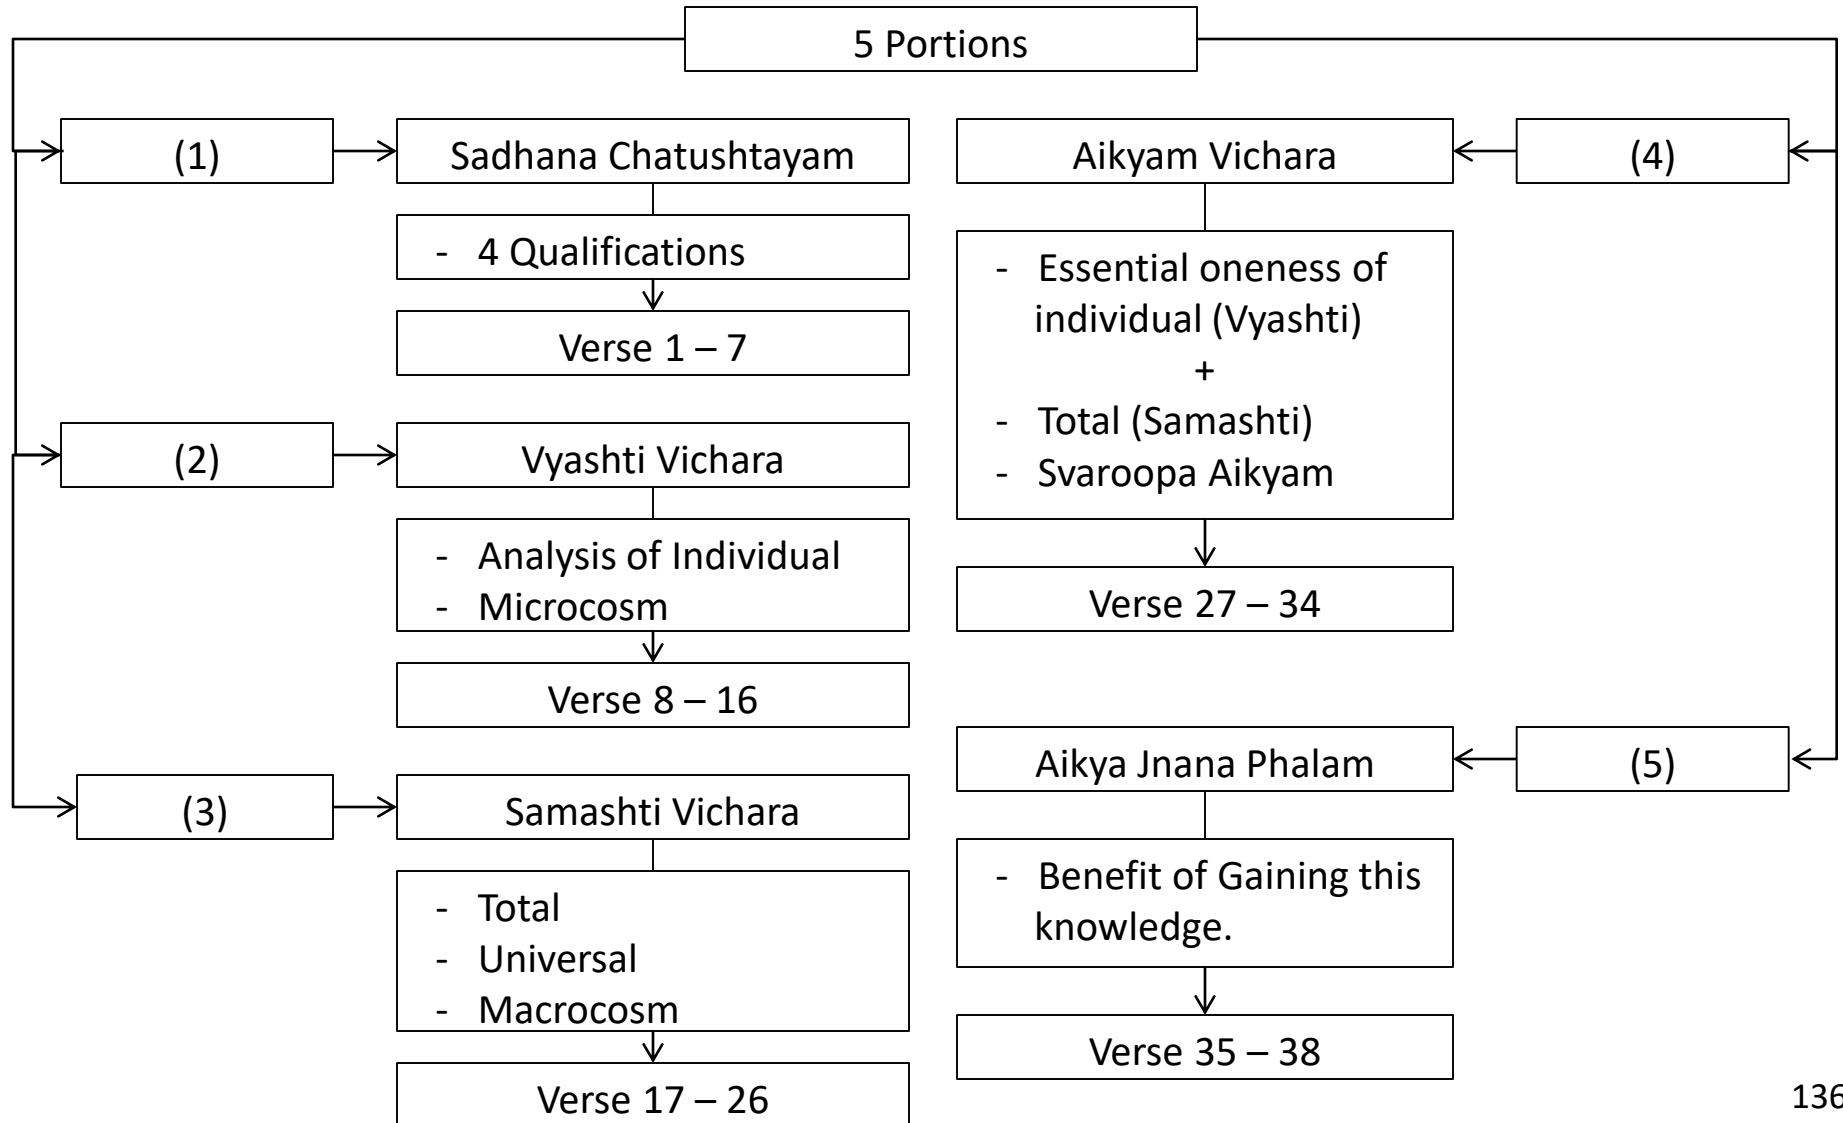 5 Portions
(1)
Sadhana Chatushtayam
- 4 Qualifications
Verse 1 – 7
(2)
Vyashti Vichara
- Analysis of Individual
- Microcosm
Verse 8 – 16
(3)
Samashti Vichara
- Total
- Universal
- Macrocosm
Verse 17 – 26
(4)
Aikyam Vichara
- Essential oneness of
individual (Vyashti)
+
- Total (Samashti)
- Svaroopa Aikyam
Verse 27 – 34
(5)
Aikya Jnana Phalam
- Benefit of Gaining this
knowledge.
Verse 35 – 38
136